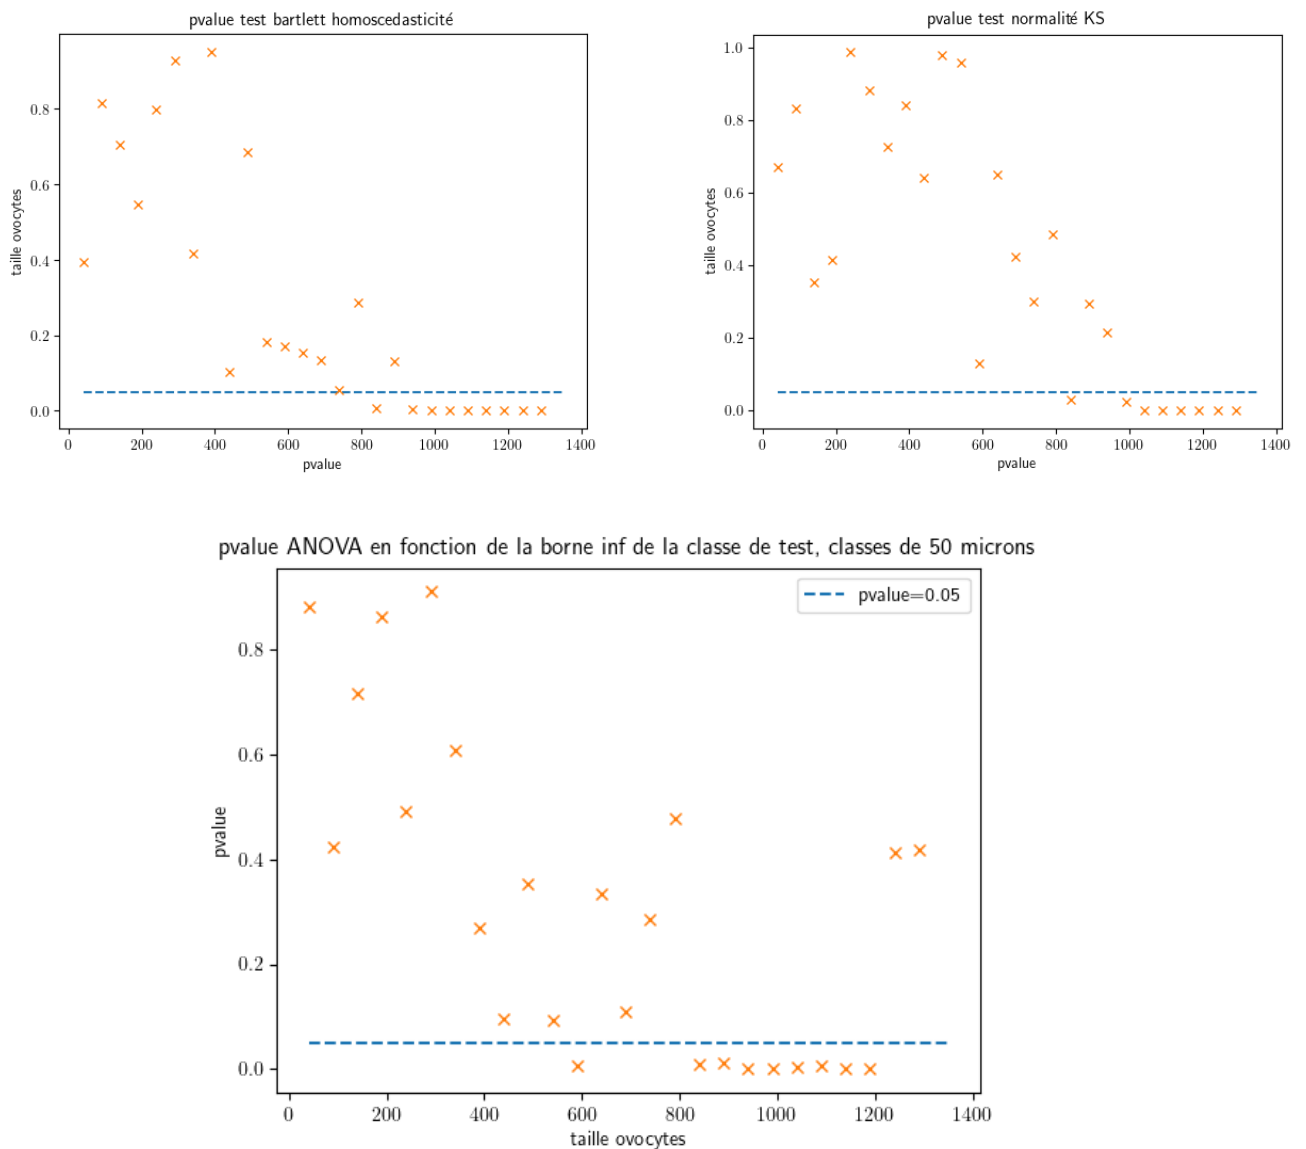 pvalue test bartlett homoscedasticité
taille ovocytes
0.8
0.6
0.4
0.2
0.0
0 200 400 600 800 1000 1200 1400
pvalue
pvalue test normalité KS
taille ovocytes
1.0
0.8
0.6
0.4
0.2
0.0
0 200 400 600 800 1000 1200 1400
pvalue
pvalue ANOVA en fonction de la borne inf de la classe de test, classes de 50 microns
pvalue=0.05
pvalue
0.8
0.6
0.4
0.2
0.0
0 200 400 600 800 1000 1200 1400
taille ovocytes